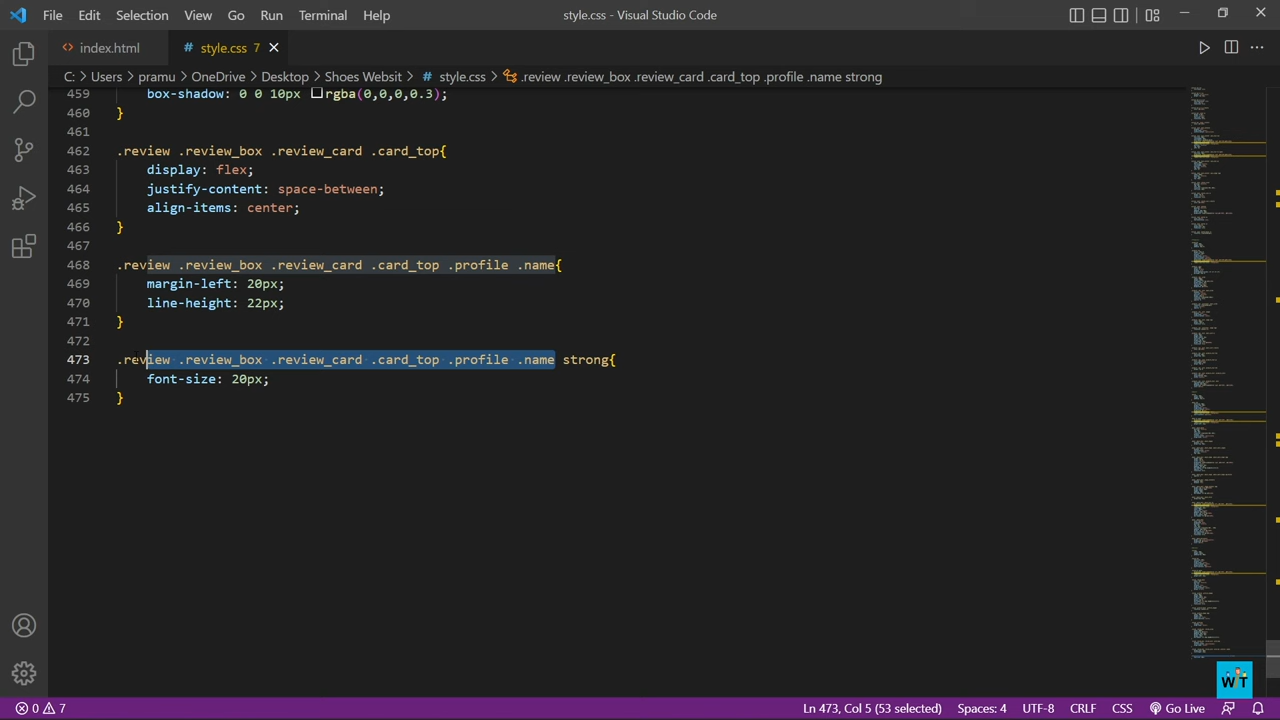 File Edit Selection View Go Run Terminal Help
style.css - Visual Studio Code
index.html
# style.css 7
C: > Users > pramu > OneDrive > Desktop > Shoes Websit > # style.css > .review .review_box .review_card .card_top .profile .name strong
459 box-shadow: 0 0 10px rgba(0,0,0,0.3);
460 }
461
462 .review .review_box .review_card .card_top{
463 display: flex;
464 justify-content: space-between;
465 align-items: center;
466 }
467
468 .review .review_box .review_card .card_top .profile .name{
469 margin-left: 20px;
470 line-height: 22px;
471 }
472
473 .review .review_box .review_card .card_top .profile .name strong{
474 font-size: 20px;
475 }
WT
0 7
Ln 473, Col 5 (53 selected) Spaces: 4 UTF-8 CRLF CSS Go Live